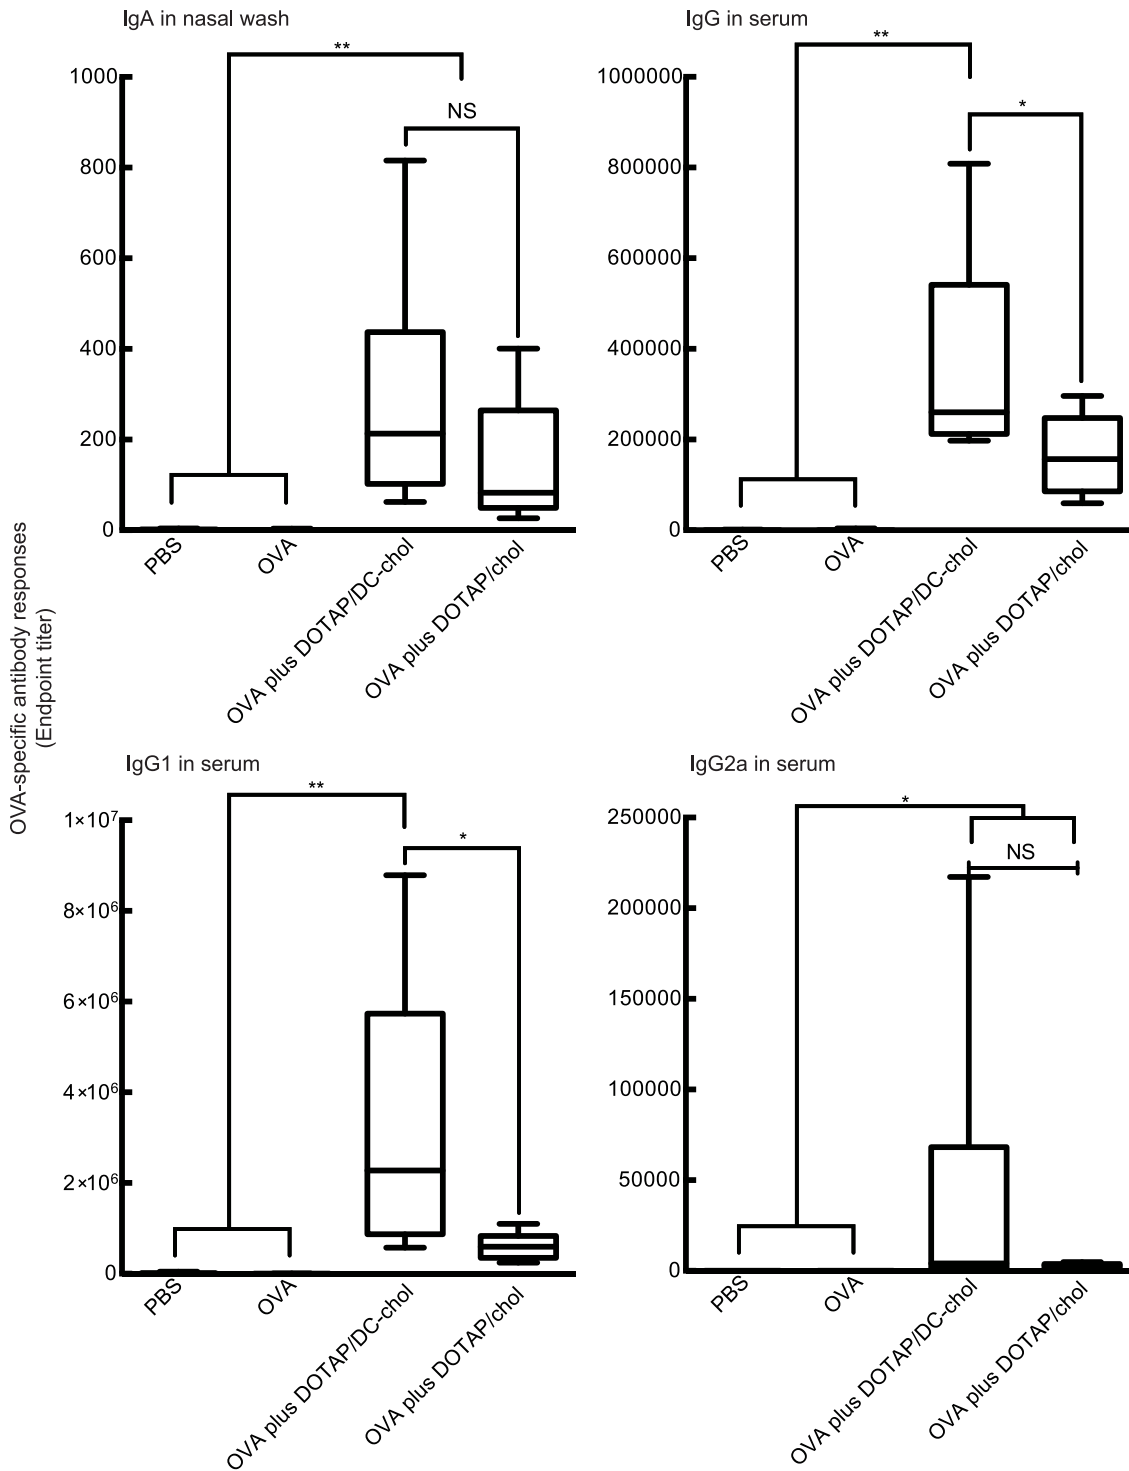 IgA in nasal wash
**
NS
1000
800
600
400
200
0
PBS
OVA
OVA plus DOTAP/DC-chol
OVA plus DOTAP/chol
IgG in serum
**
*
1000000
800000
600000
400000
200000
0
PBS
OVA
OVA plus DOTAP/DC-chol
OVA plus DOTAP/chol
OVA-specific antibody responses
(Endpoint titer)
IgG1 in serum
**
*
1×10⁷
8×10⁶
6×10⁶
4×10⁶
2×10⁶
0
PBS
OVA
OVA plus DOTAP/DC-chol
OVA plus DOTAP/chol
IgG2a in serum
*
NS
250000
200000
150000
100000
50000
0
PBS
OVA
OVA plus DOTAP/DC-chol
OVA plus DOTAP/chol